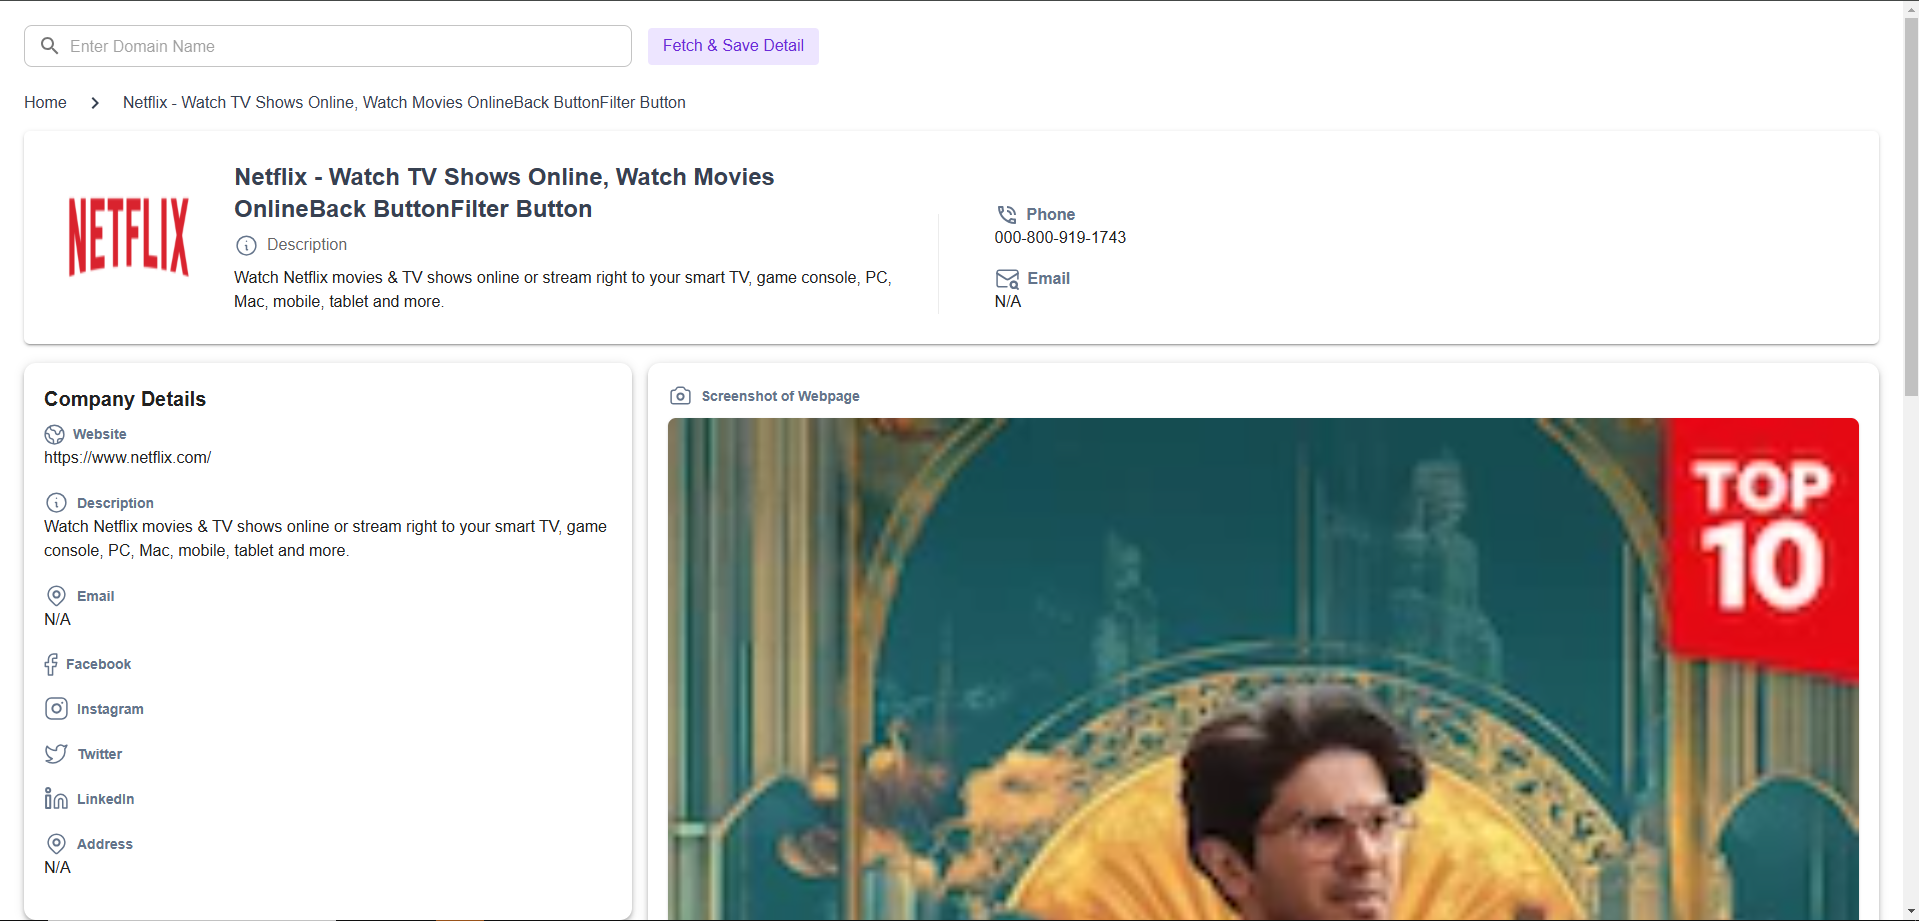 Enter Domain Name
Fetch & Save Detail
Home
Netflix - Watch TV Shows Online, Watch Movies OnlineBack ButtonFilter Button
NETFLIX
Netflix - Watch TV Shows Online, Watch Movies
OnlineBack ButtonFilter Button
Description
Watch Netflix movies & TV shows online or stream right to your smart TV, game console, PC,
Mac, mobile, tablet and more.
Phone
000-800-919-1743
Email
N/A
Company Details
Website
https://www.netflix.com/
Description
Watch Netflix movies & TV shows online or stream right to your smart TV, game
console, PC, Mac, mobile, tablet and more.
Email
N/A
Facebook
Instagram
Twitter
LinkedIn
Address
N/A
Screenshot of Webpage
TOP
10